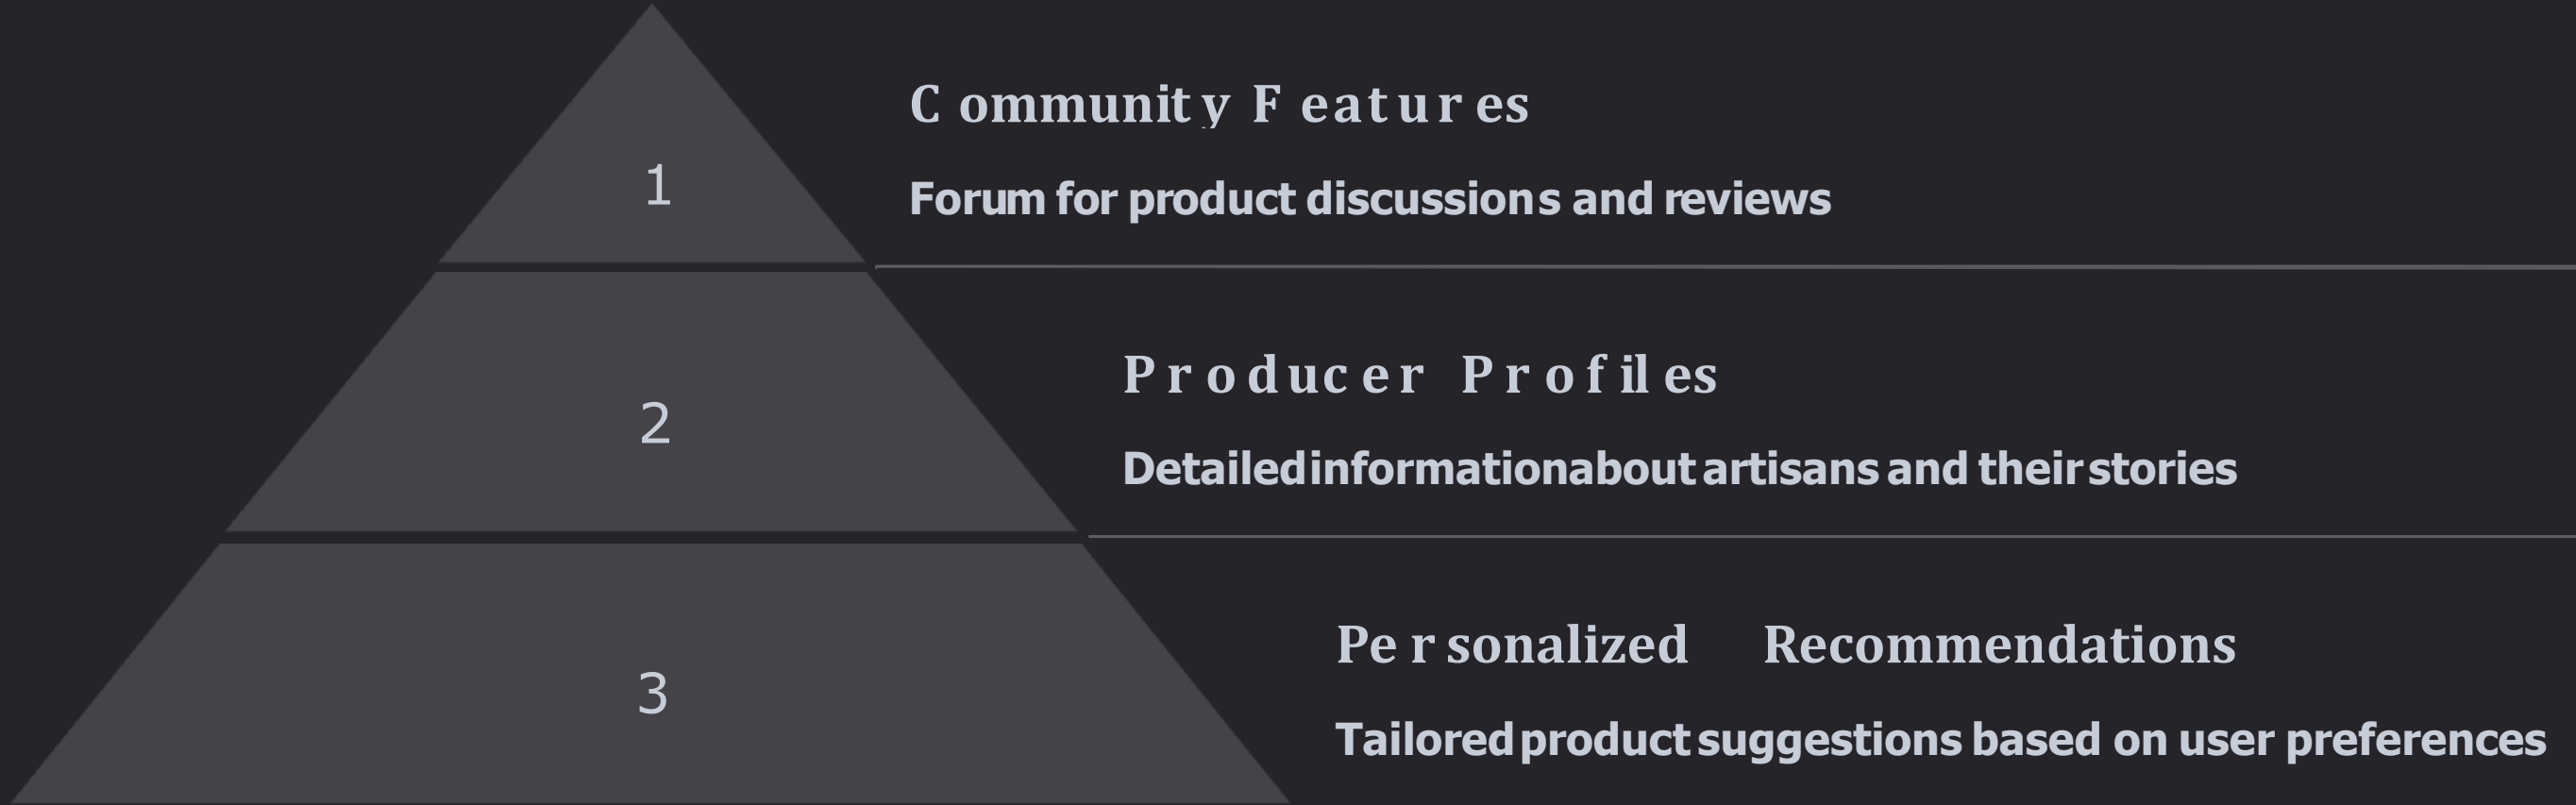 Community Features
1
Forum for product discussions and reviews
Producer Profiles
2
Detailed information about artisans and their stories
Personalized Recommendations
3
Tailored product suggestions based on user preferences